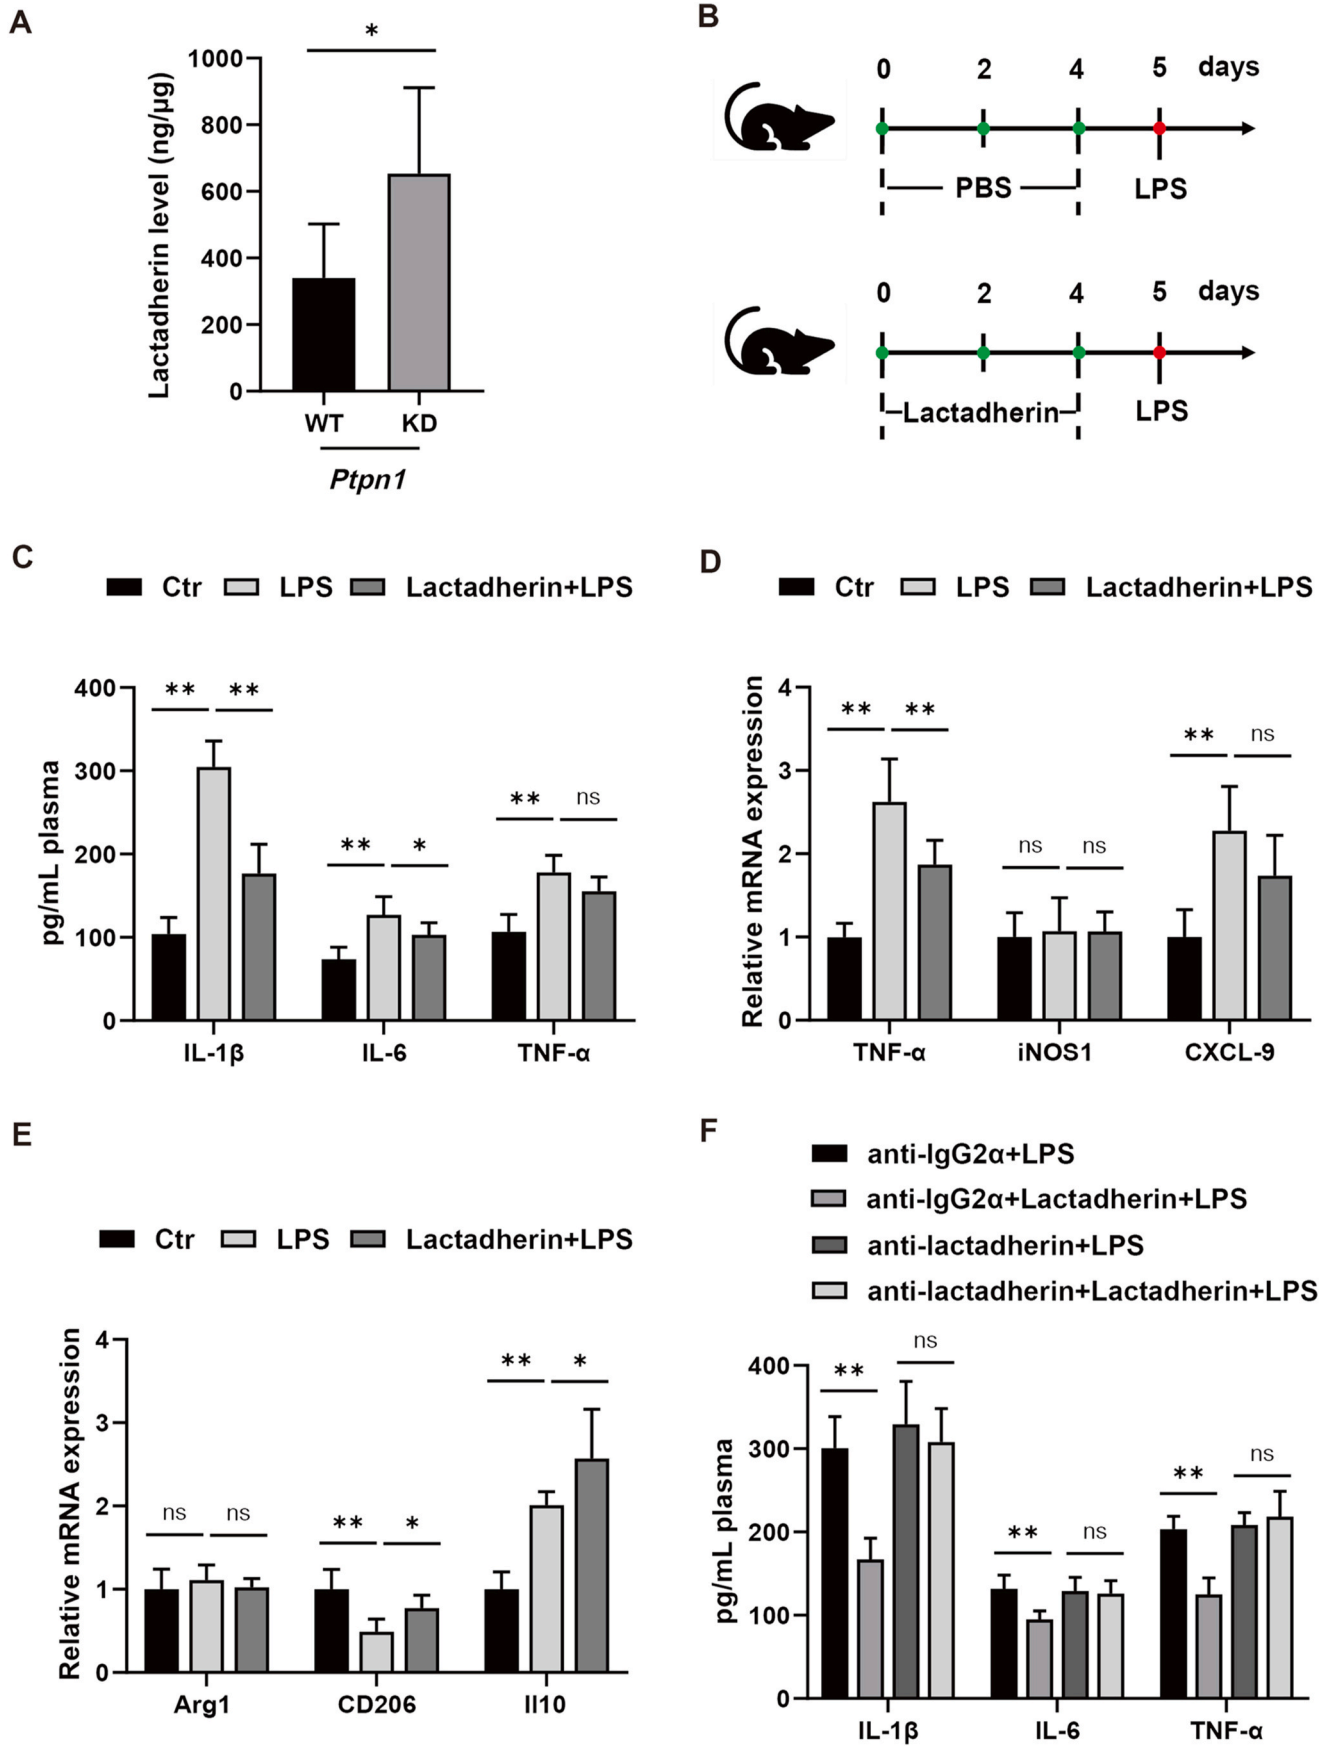 A
*
Lactadherin level (ng/μg)
1000
800
600
400
200
0
WT KD
Ptpn1
B
0 2 4 5 days
PBS LPS
0 2 4 5 days
Lactadherin LPS
C
Ctr LPS Lactadherin+LPS
pg/mL plasma
400
300
200
100
0
** **
** *
** ns
IL-1β IL-6 TNF-α
D
Ctr LPS Lactadherin+LPS
Relative mRNA expression
4
3
2
1
0
** **
ns ns
** ns
TNF-α iNOS1 CXCL-9
E
Ctr LPS Lactadherin+LPS
Relative mRNA expression
4
3
2
1
0
ns ns
** *
** *
Arg1 CD206 Il10
F
anti-IgG2α+LPS
anti-IgG2α+Lactadherin+LPS
anti-lactadherin+LPS
anti-lactadherin+Lactadherin+LPS
pg/mL plasma
400
300
200
100
0
** ns
** ns
** ns
IL-1β IL-6 TNF-α